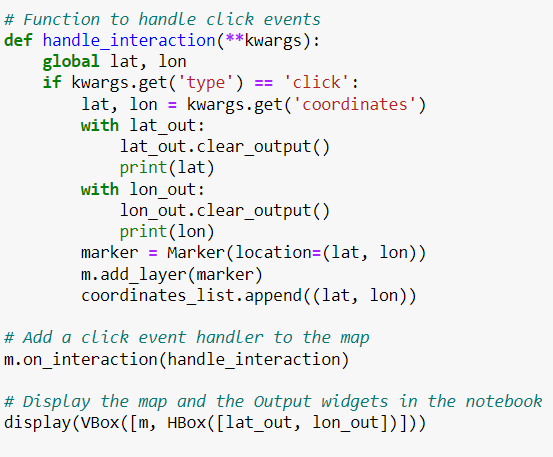 # Function to handle click events
def handle_interaction(**kwargs):
    global lat, lon
    if kwargs.get('type') == 'click':
        lat, lon = kwargs.get('coordinates')
        with lat_out:
            lat_out.clear_output()
            print(lat)
        with lon_out:
            lon_out.clear_output()
            print(lon)
        marker = Marker(location=(lat, lon))
        m.add_layer(marker)
        coordinates_list.append((lat, lon))

# Add a click event handler to the map
m.on_interaction(handle_interaction)

# Display the map and the Output widgets in the notebook
display(VBox([m, HBox([lat_out, lon_out])]))